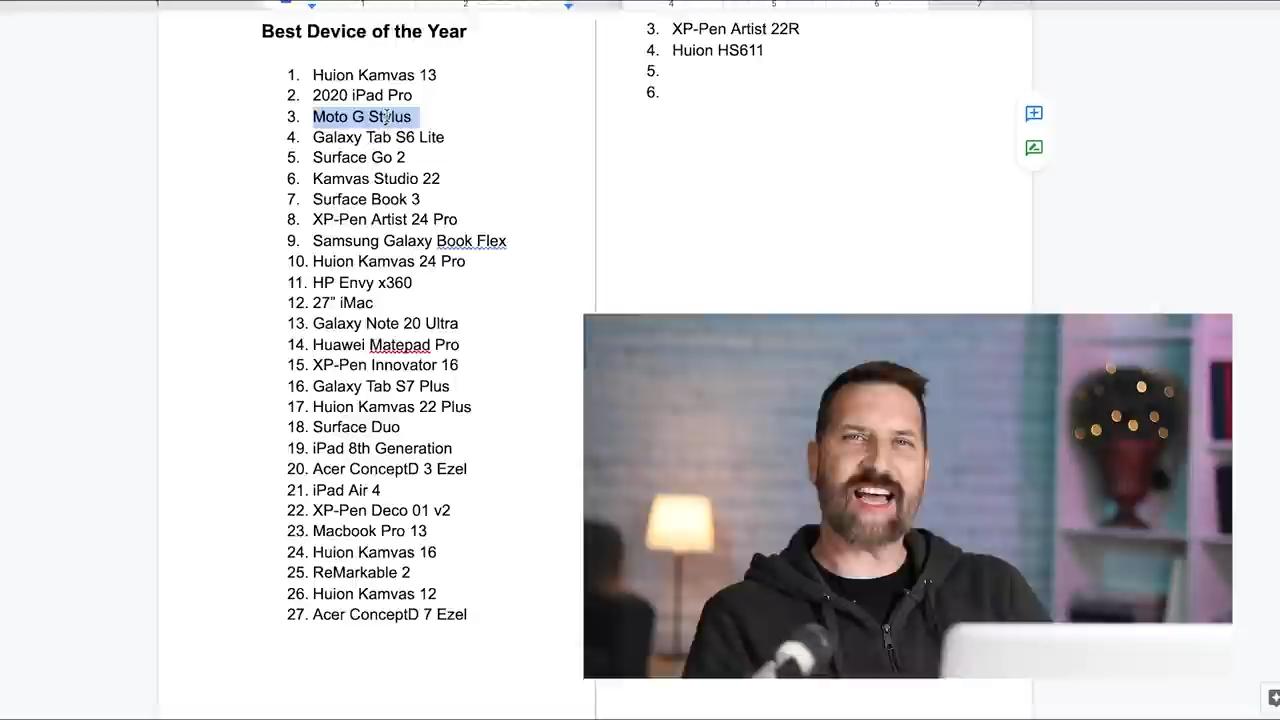 1 2 4 5 6 7
Best Device of the Year
1. Huion Kamvas 13
2. 2020 iPad Pro
3. Moto G Stylus
4. Galaxy Tab S6 Lite
5. Surface Go 2
6. Kamvas Studio 22
7. Surface Book 3
8. XP-Pen Artist 24 Pro
9. Samsung Galaxy Book Flex
10. Huion Kamvas 24 Pro
11. HP Envy x360
12. 27” iMac
13. Galaxy Note 20 Ultra
14. Huawei Matepad Pro
15. XP-Pen Innovator 16
16. Galaxy Tab S7 Plus
17. Huion Kamvas 22 Plus
18. Surface Duo
19. iPad 8th Generation
20. Acer ConceptD 3 Ezel
21. iPad Air 4
22. XP-Pen Deco 01 v2
23. Macbook Pro 13
24. Huion Kamvas 16
25. ReMarkable 2
26. Huion Kamvas 12
27. Acer ConceptD 7 Ezel
3. XP-Pen Artist 22R
4. Huion HS611
5.
6.